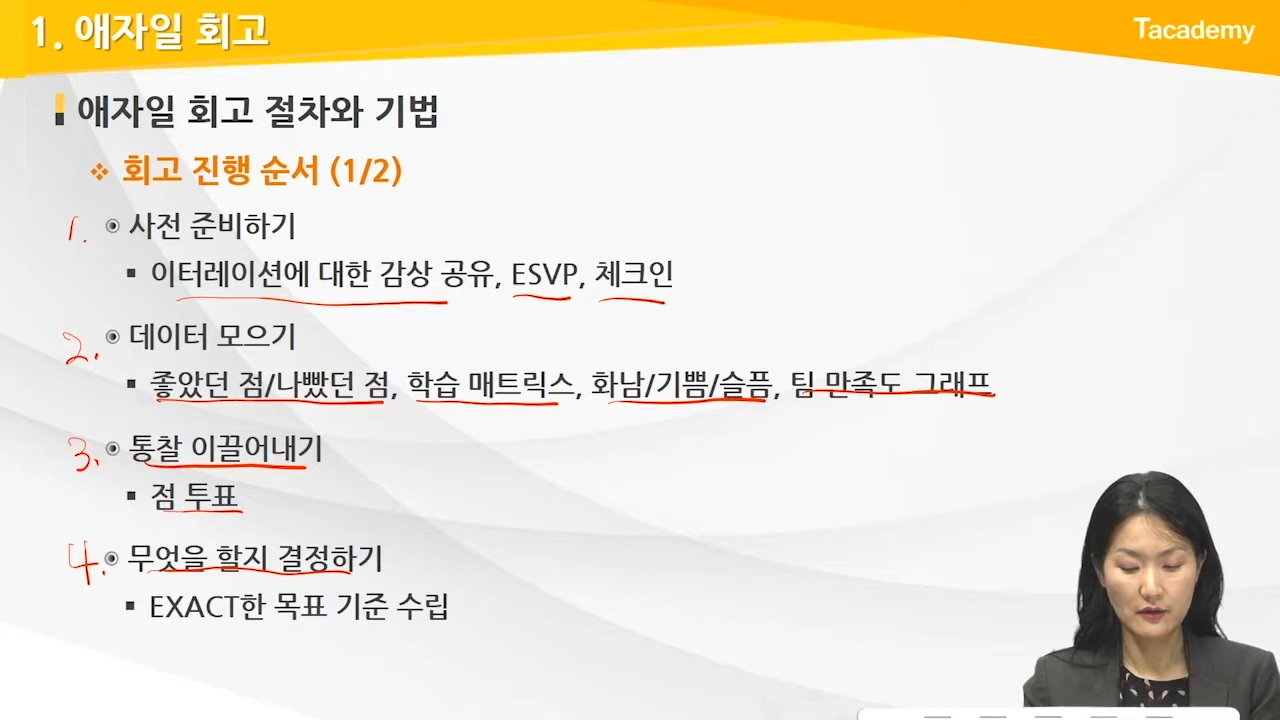 1. 애자일 회고
Tacademy
애자일 회고 절차와 기법
❖ 회고 진행 순서 (1/2)
1. ◉ 사전 준비하기
▪ 이터레이션에 대한 감상 공유, ESVP, 체크인
2. ◉ 데이터 모으기
▪ 좋았던 점/나빴던 점, 학습 매트릭스, 화남/기쁨/슬픔, 팀 만족도 그래프
3. ◉ 통찰 이끌어내기
▪ 점 투표
4. ◉ 무엇을 할지 결정하기
▪ EXACT한 목표 기준 수립